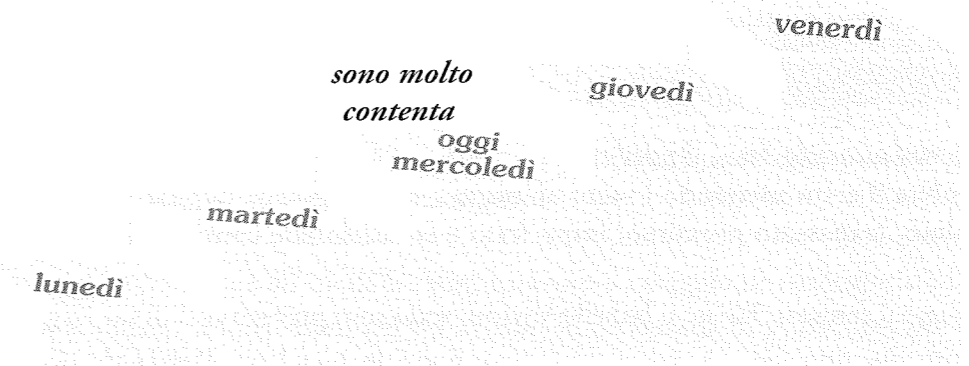 venerdì
sono molto
contenta
giovedì
oggi
mercoledì
martedì
lunedì